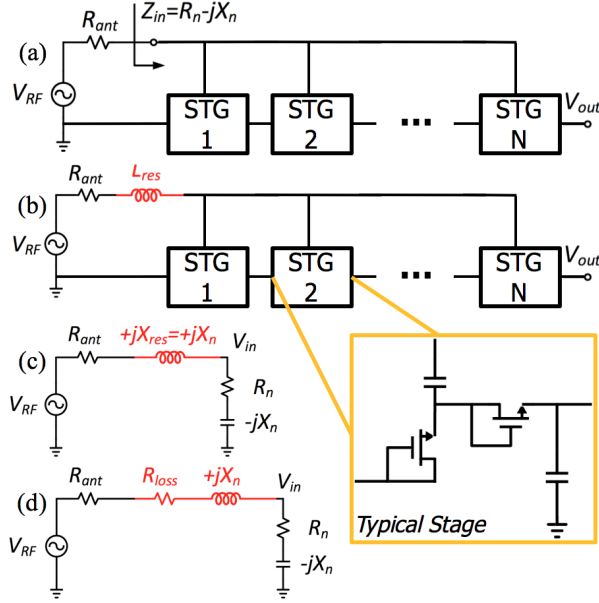 (a)
R_ant
Z_in=R_n-jX_n
V_RF
STG
1
STG
2
...
STG
N
V_out
(b)
R_ant
L_res
V_RF
STG
1
STG
2
...
STG
N
V_out
(c)
R_ant
+jX_res=+jX_n
V_in
V_RF
R_n
-jX_n
(d)
R_ant
R_loss
+jX_n
V_in
V_RF
R_n
-jX_n
Typical Stage